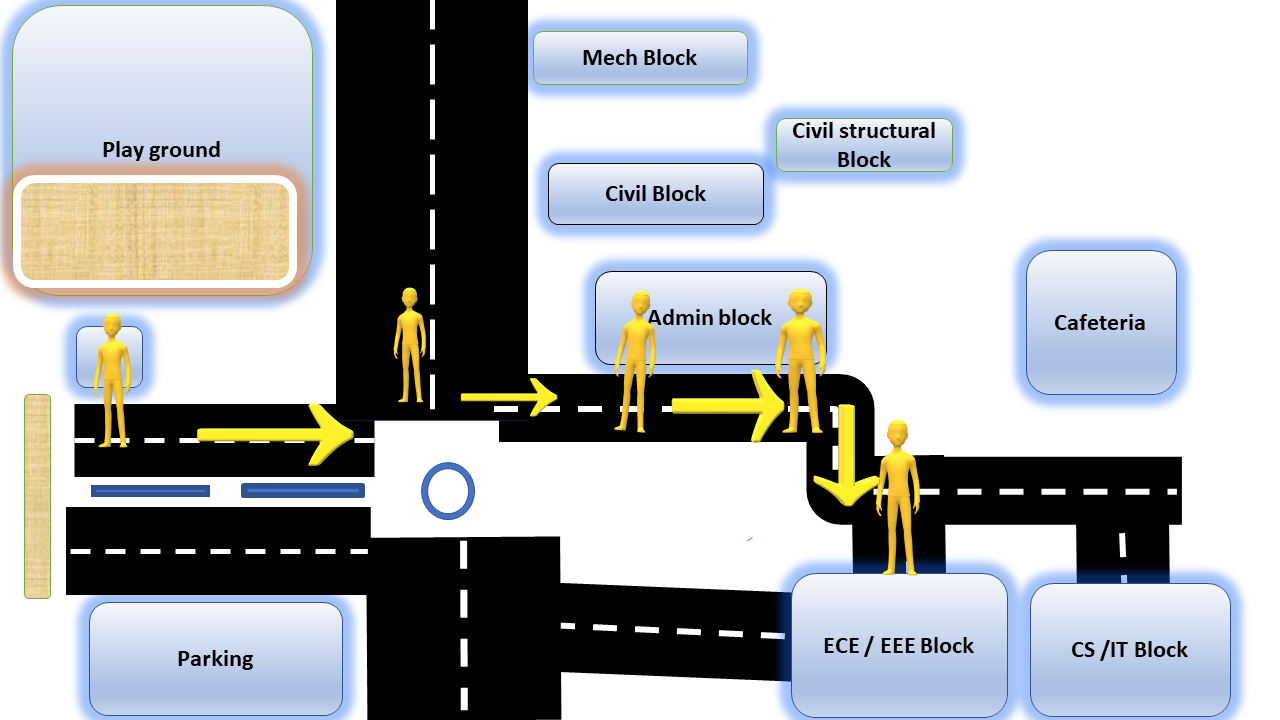 Mech Block
Civil structural
Block
Play ground
Civil Block
Admin block
Cafeteria
ECE / EEE Block
CS /IT Block
Parking